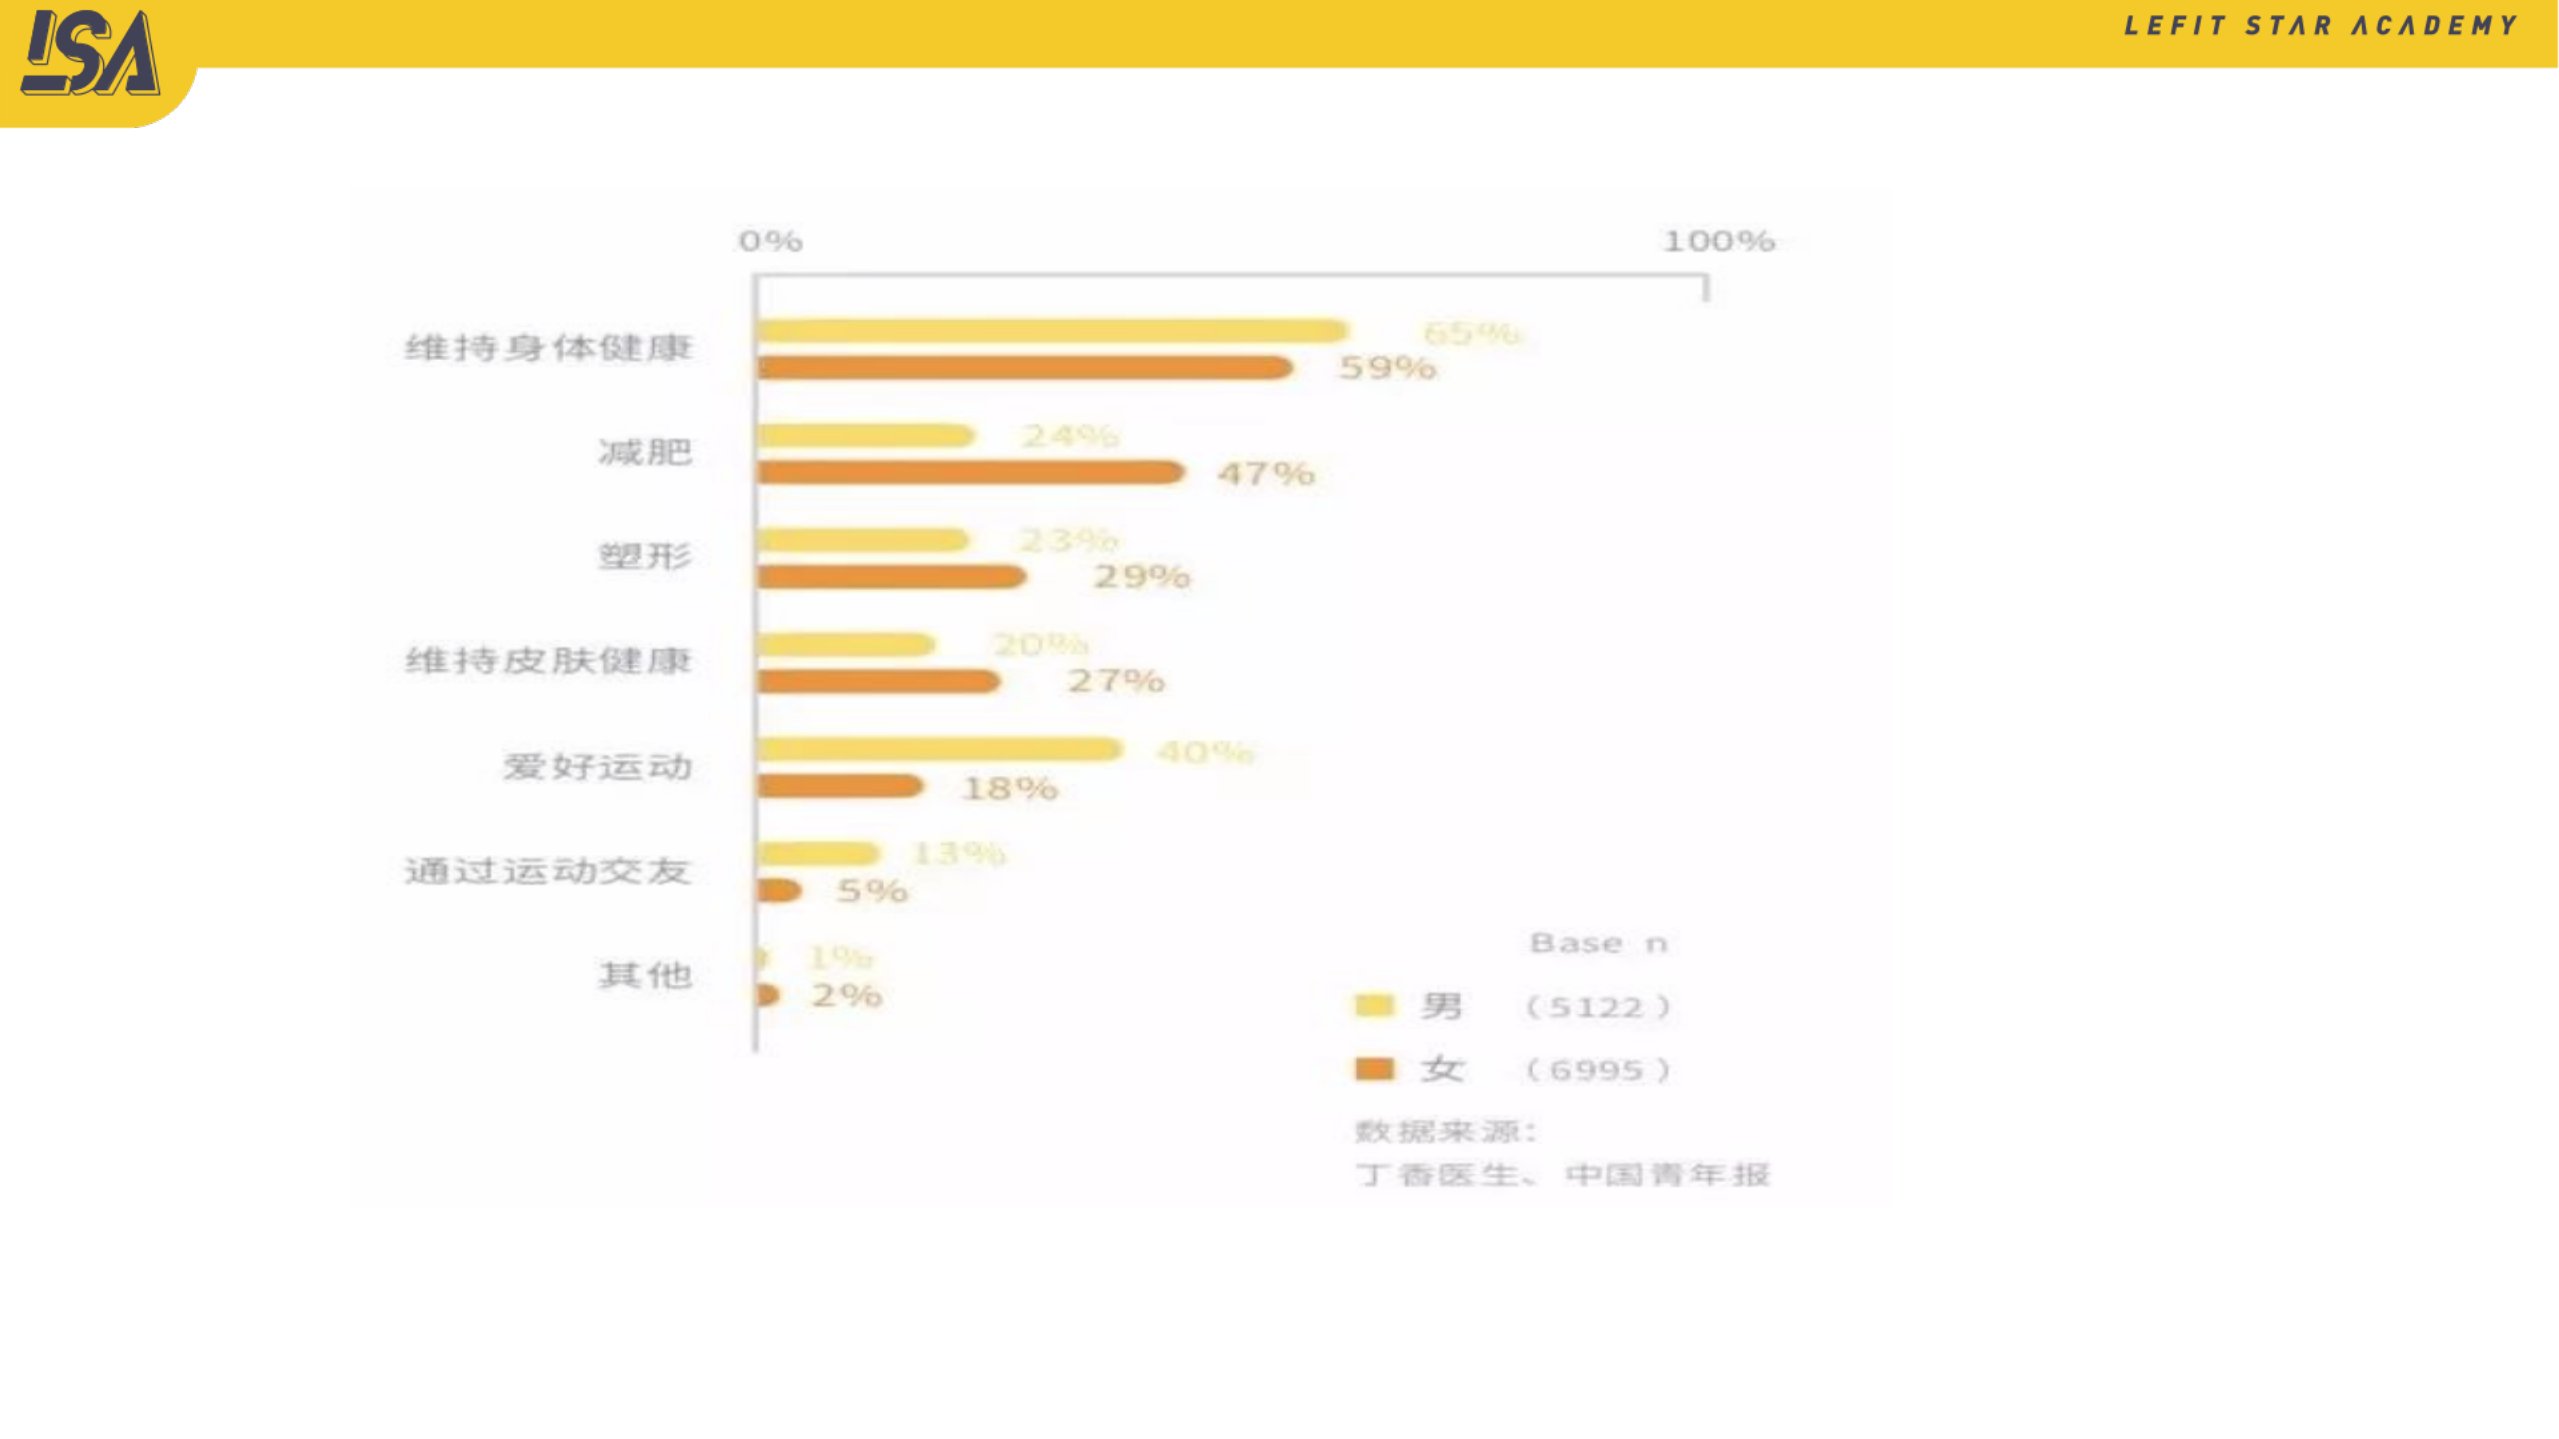 LSA
LEFIT STAR ACADEMY
0% 100%
维持身体健康 65%
59%
减肥 24%
47%
塑形 23%
29%
维持皮肤健康 20%
27%
爱好运动 40%
18%
通过运动交友 13%
5%
其他 1%
2%
Base n
男 (5122)
女 (6995)
数据来源:
丁香医生、中国青年报